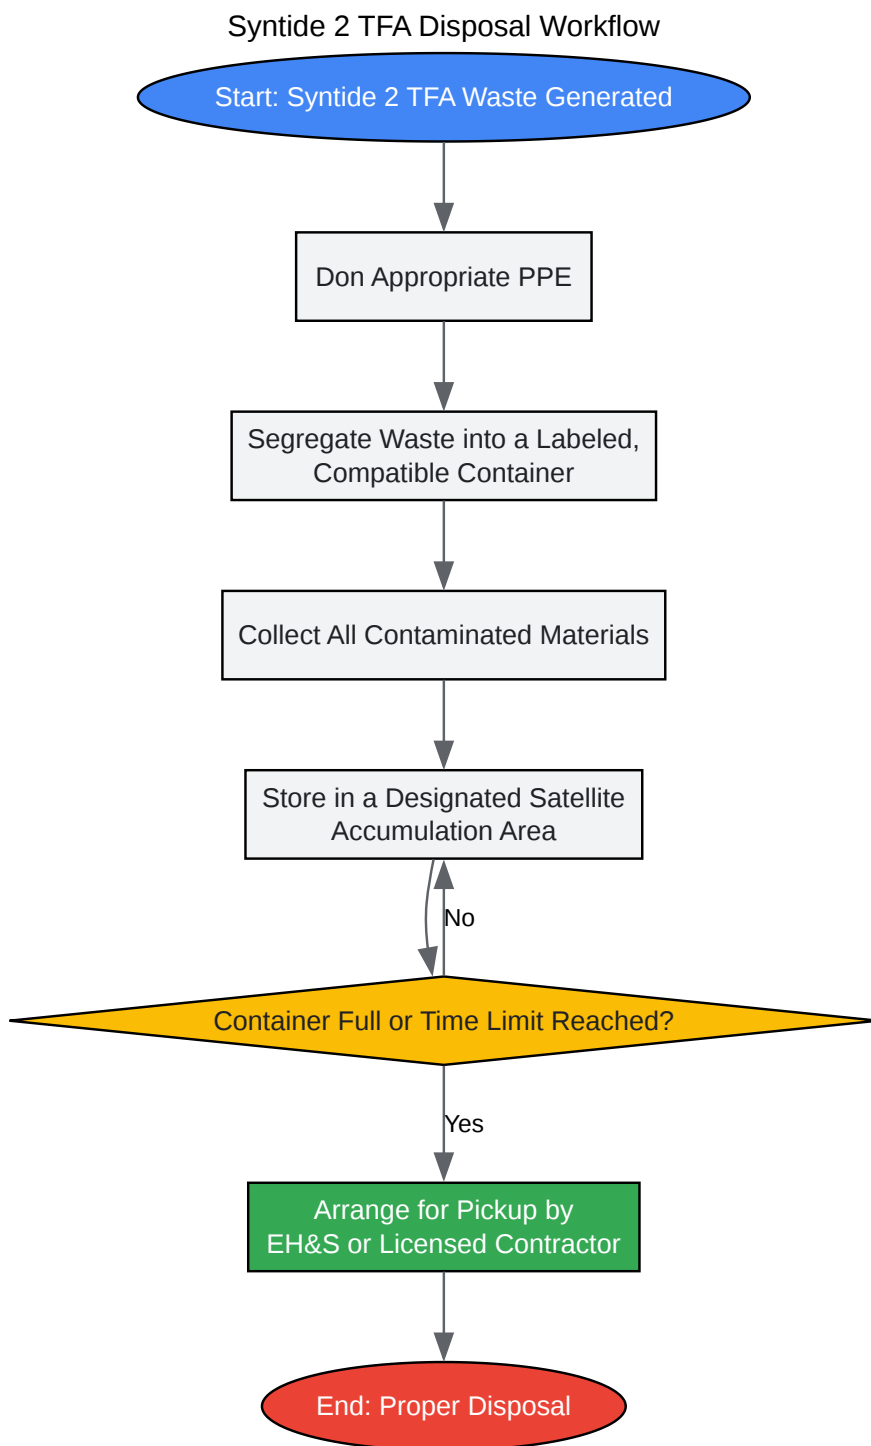 Syntide 2 TFA Disposal Workflow
Start: Syntide 2 TFA Waste Generated
Don Appropriate PPE
Segregate Waste into a Labeled,
Compatible Container
Collect All Contaminated Materials
Store in a Designated Satellite
Accumulation Area
No
Container Full or Time Limit Reached?
Yes
Arrange for Pickup by
EH&S or Licensed Contractor
End: Proper Disposal